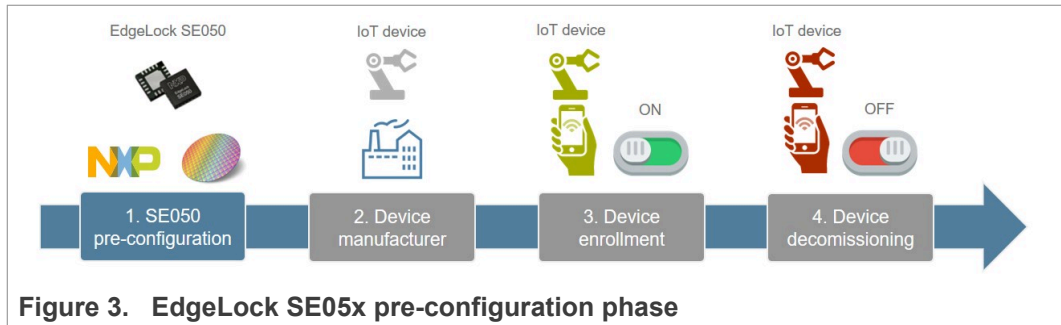 EdgeLock SE050
IoT device
IoT device
IoT device
ON
OFF
NXP
1. SE050
pre-configuration
2. Device
manufacturer
3. Device
enrollment
4. Device
decomissioning
Figure 3. EdgeLock SE05x pre-configuration phase